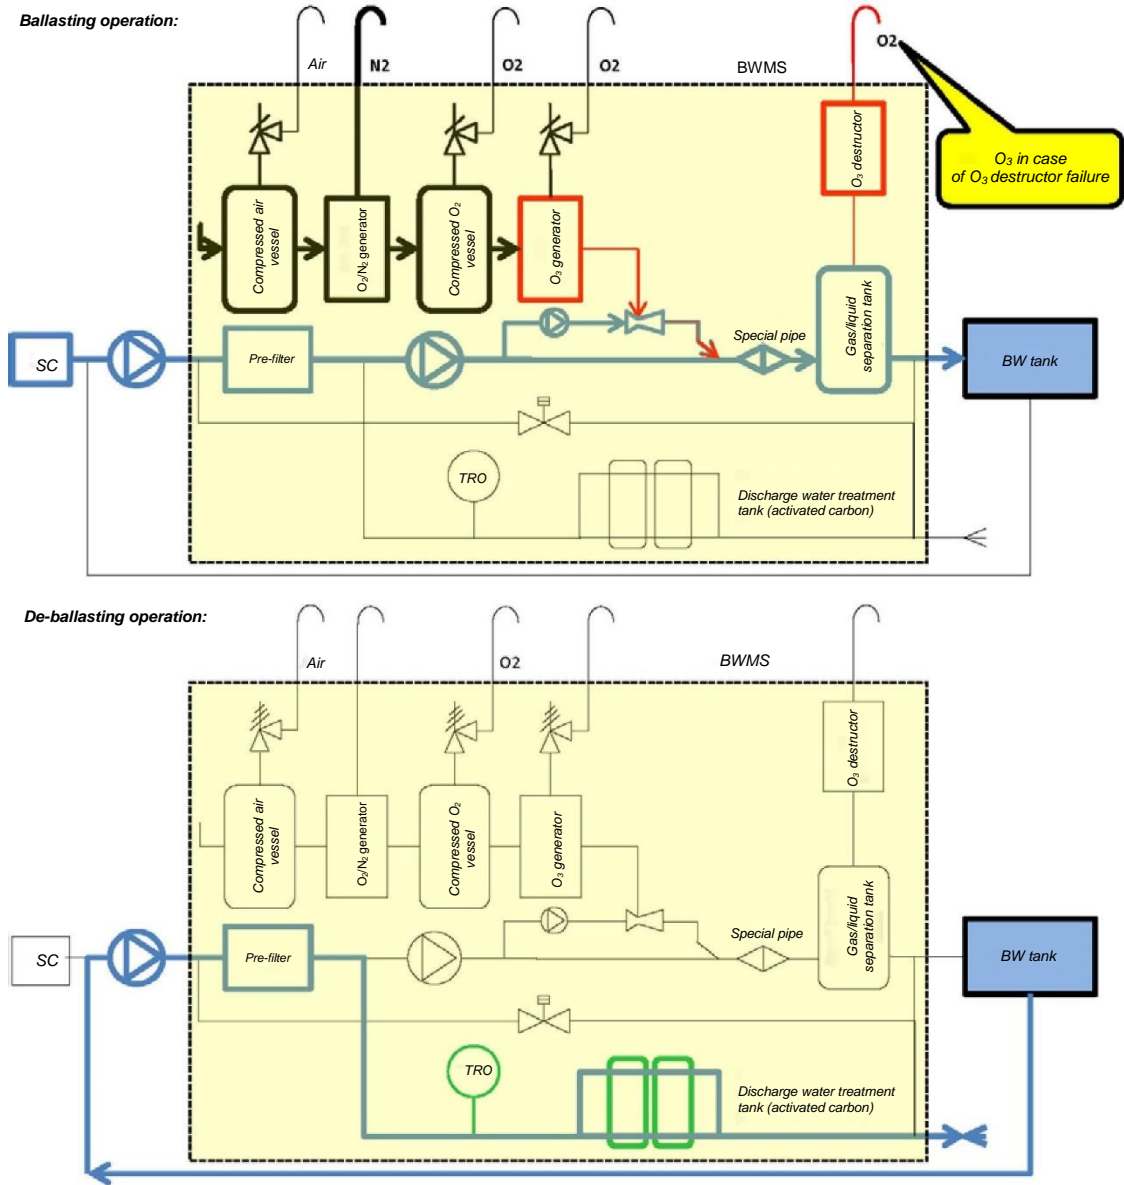 Ballasting operation:
Air
N2
O2
O2
BWMS
O2
O3 in case
of O3 destructor failure
Compressed air
vessel
O2/N2 generator
Compressed O2
vessel
O3 generator
O3 destructor
Gas/liquid
separation tank
SC
Pre-filter
Special pipe
BW tank
TRO
Discharge water treatment
tank (activated carbon)
De-ballasting operation:
Air
O2
BWMS
Compressed air
vessel
O2/N2 generator
Compressed O2
vessel
O3 generator
O3 destructor
Gas/liquid
separation tank
SC
Pre-filter
Special pipe
BW tank
TRO
Discharge water treatment
tank (activated carbon)